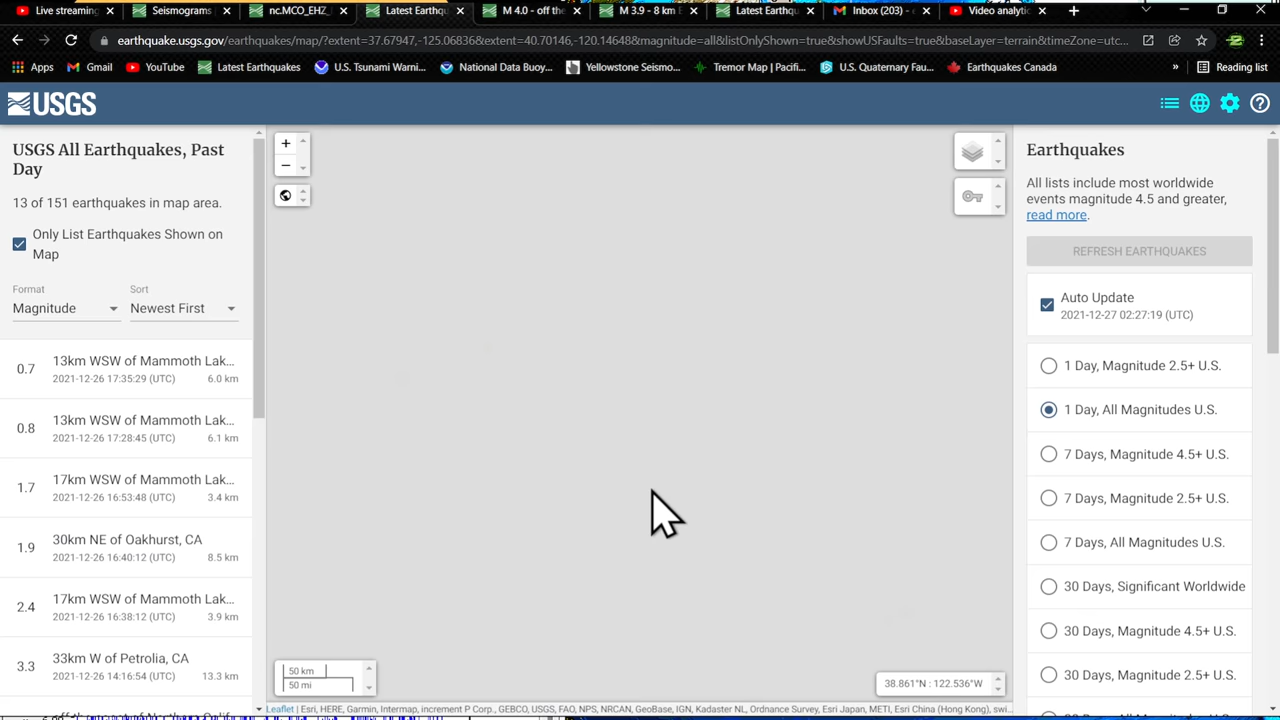 Live streaming
Seismograms
nc.MCO_EHZ_
Latest Earthqu
M 4.0 - off the
M 3.9 - 8 km E
Latest Earthqu
Inbox (203) -
Video analytic
earthquake.usgs.gov/earthquakes/map/?extent=37.67947,-125.06836&extent=40.70146,-120.14648&magnitude=all&listOnlyShown=true&showUSFaults=true&baseLayer=terrain&timeZone=utc...
Apps
Gmail
YouTube
Latest Earthquakes
U.S. Tsunami Warni...
National Data Buoy...
Yellowstone Seismo...
Tremor Map | Pacifi...
U.S. Quaternary Fau...
Earthquakes Canada
»
Reading list
USGS
USGS All Earthquakes, Past
Day
13 of 151 earthquakes in map area.
Only List Earthquakes Shown on
Map
Format
Sort
Magnitude
Newest First
0.7
13km WSW of Mammoth Lak...
2021-12-26 17:35:29 (UTC) 6.0 km
0.8
13km WSW of Mammoth Lak...
2021-12-26 17:28:45 (UTC) 6.1 km
1.7
17km WSW of Mammoth Lak...
2021-12-26 16:53:48 (UTC) 3.4 km
1.9
30km NE of Oakhurst, CA
2021-12-26 16:40:12 (UTC) 8.5 km
2.4
17km WSW of Mammoth Lak...
2021-12-26 16:38:12 (UTC) 3.9 km
3.3
33km W of Petrolia, CA
2021-12-26 14:16:54 (UTC) 13.3 km
+
−
50 km
50 mi
38.861°N : 122.536°W
Leaflet | Esri, HERE, Garmin, Intermap, increment P Corp., GEBCO, USGS, FAO, NPS, NRCAN, GeoBase, IGN, Kadaster NL, Ordnance Survey, Esri Japan, METI, Esri China (Hong Kong), swi...
Earthquakes
All lists include most worldwide
events magnitude 4.5 and greater,
read more.
REFRESH EARTHQUAKES
Auto Update
2021-12-27 02:27:19 (UTC)
1 Day, Magnitude 2.5+ U.S.
1 Day, All Magnitudes U.S.
7 Days, Magnitude 4.5+ U.S.
7 Days, Magnitude 2.5+ U.S.
7 Days, All Magnitudes U.S.
30 Days, Significant Worldwide
30 Days, Magnitude 4.5+ U.S.
30 Days, Magnitude 2.5+ U.S.